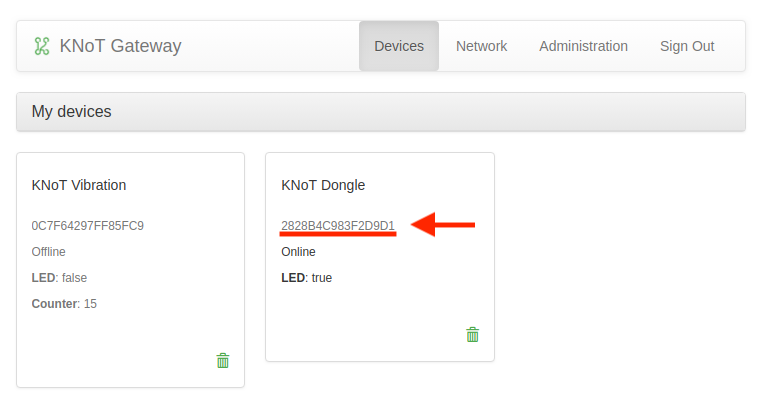 KNoT Gateway
Devices
Network
Administration
Sign Out
My devices
KNoT Vibration
0C7F64297FF85FC9
Offline
LED: false
Counter: 15
KNoT Dongle
2828B4C983F2D9D1
Online
LED: true